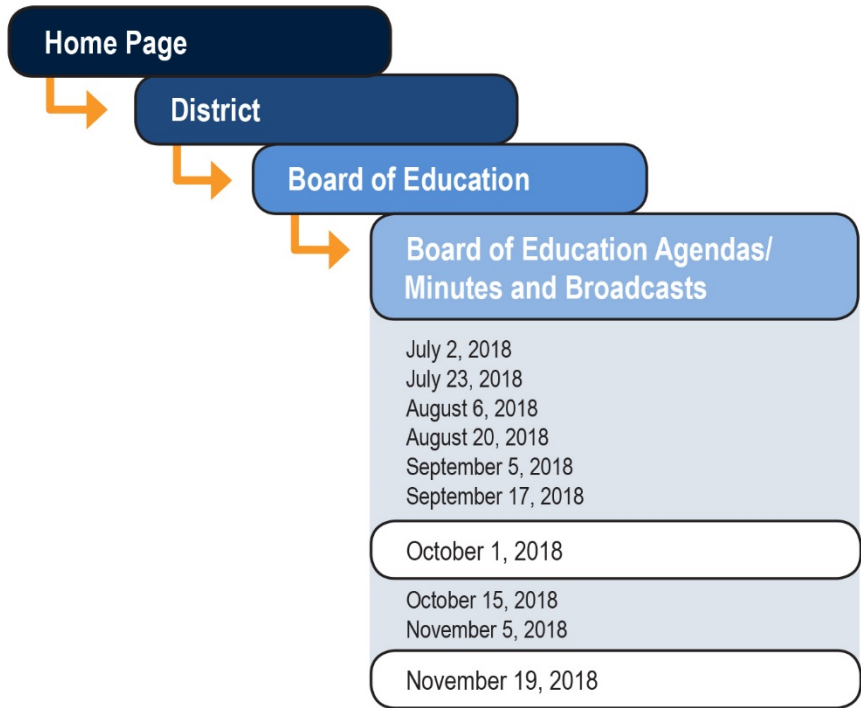 Home Page
District
Board of Education
Board of Education Agendas/
Minutes and Broadcasts
July 2, 2018
July 23, 2018
August 6, 2018
August 20, 2018
September 5, 2018
September 17, 2018
October 1, 2018
October 15, 2018
November 5, 2018
November 19, 2018